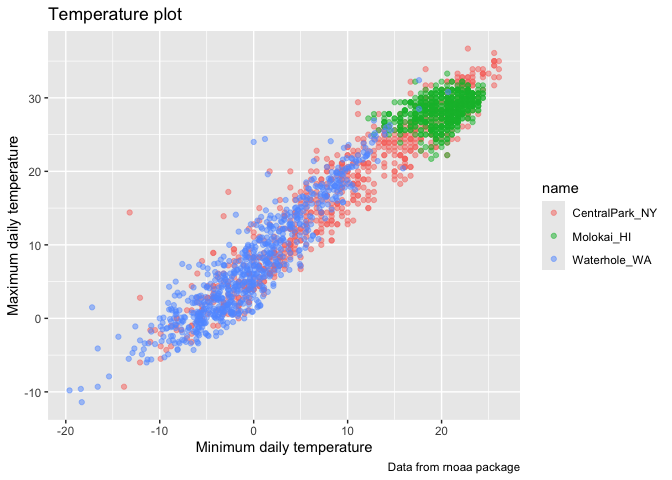 Temperature plot
Maximum daily temperature
30
20
10
0
-10
-20
-10
0
10
20
Minimum daily temperature
name
CentralPark_NY
Molokai_HI
Waterhole_WA
Data from rnoaa package